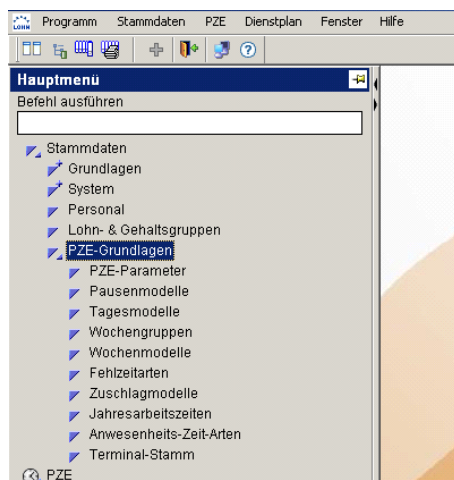 Programm Stammdaten PZE Dienstplan Fenster Hilfe
Hauptmenü
Befehl ausführen
Stammdaten
Grundlagen
System
Personal
Lohn- & Gehaltsgruppen
PZE-Grundlagen
PZE-Parameter
Pausenmodelle
Tagesmodelle
Wochengruppen
Wochenmodelle
Fehlzeitarten
Zuschlagmodelle
Jahresarbeitszeiten
Anwesenheits-Zeit-Arten
Terminal-Stamm
PZE